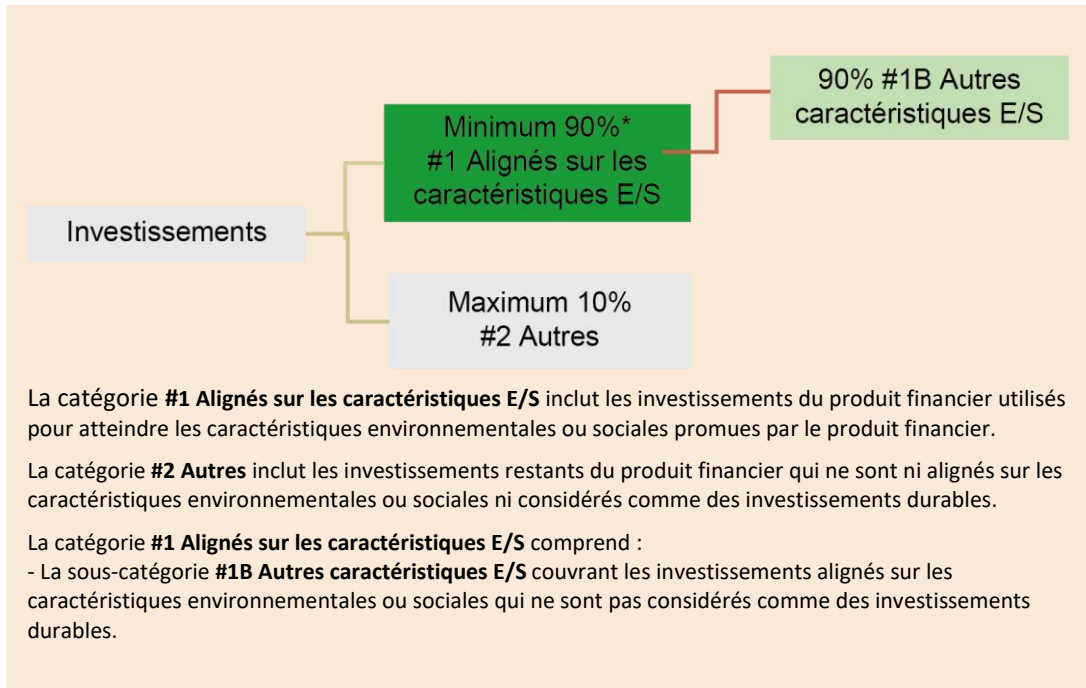 90% #1B Autres
caractéristiques E/S
Minimum 90%*
#1 Alignés sur les
caractéristiques E/S
Investissements
Maximum 10%
#2 Autres
La catégorie #1 Alignés sur les caractéristiques E/S inclut les investissements du produit financier utilisés
pour atteindre les caractéristiques environnementales ou sociales promues par le produit financier.
La catégorie #2 Autres inclut les investissements restants du produit financier qui ne sont ni alignés sur les
caractéristiques environnementales ou sociales ni considérés comme des investissements durables.
La catégorie #1 Alignés sur les caractéristiques E/S comprend :
- La sous-catégorie #1B Autres caractéristiques E/S couvrant les investissements alignés sur les
caractéristiques environnementales ou sociales qui ne sont pas considérés comme des investissements
durables.